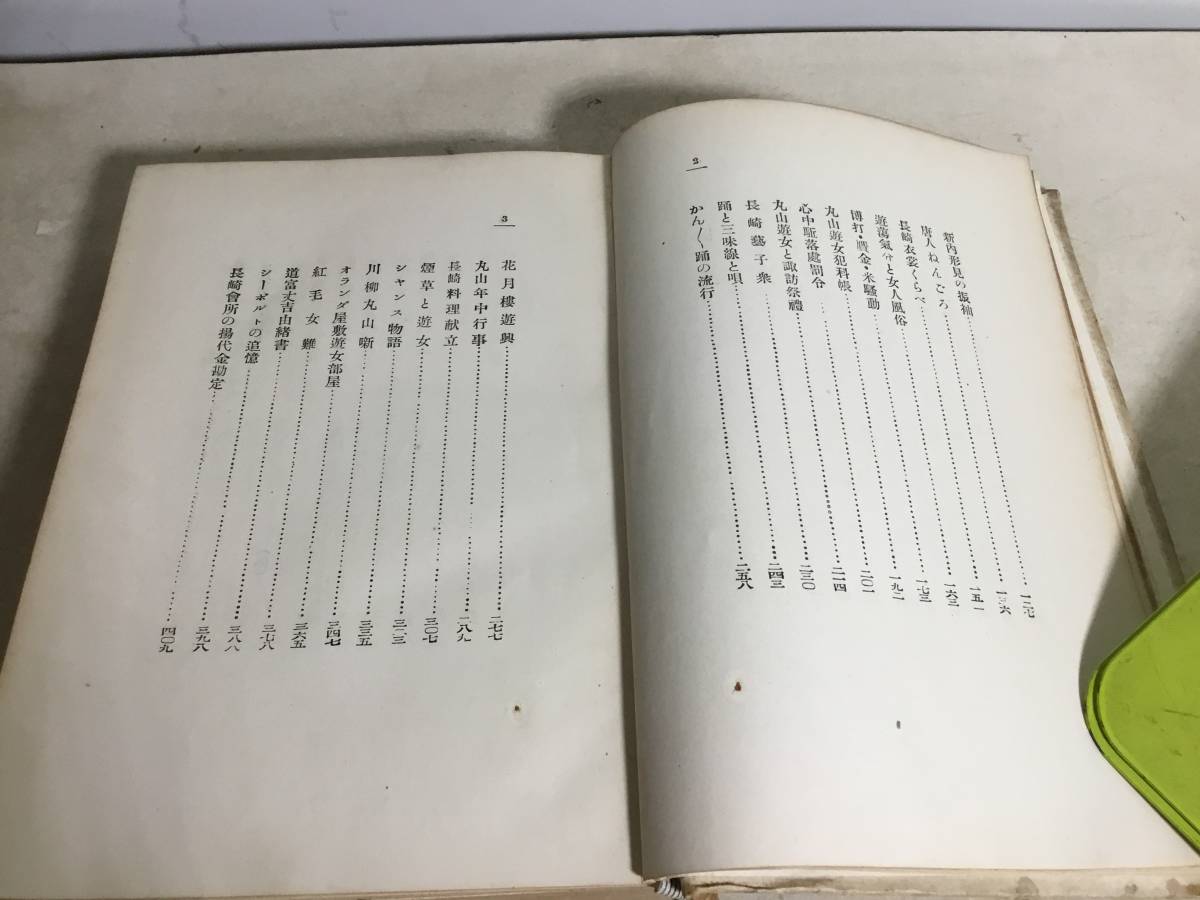 2
新内形見の振袖……一二七
唐人ねんごろ……一三六
長崎衣裳くらべ……一五一
遊蕩氣分と女人風俗……一六三
博打・贋金・米騷動……一七三
丸山遊女犯科帳……一九二
心中駈落處罰分……二〇一
丸山遊女と諏訪祭禮……二一四
長崎藝子衆……二三〇
踊と三味線と唄……二四三
かん〱踊の流行……二五八
3
花月樓遊興……二七七
丸山年中行事……二八九
長崎料理献立……三〇七
煙草と遊女……三一三
シャンス物語……三三五
川柳丸山噺……三四七
オランダ屋敷遊女部屋……三六五
紅毛女難……三七八
道富丈吉由緒書……三八八
シーボルトの追憶……三九八
長崎會所の揚代金勘定……四〇九